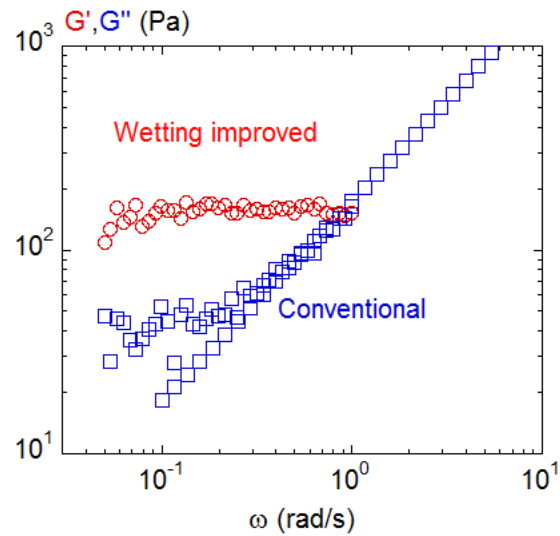 G',G" (Pa)
10³
Wetting improved
10²
Conventional
10¹
10⁻¹ 10⁰ 10¹
ω (rad/s)